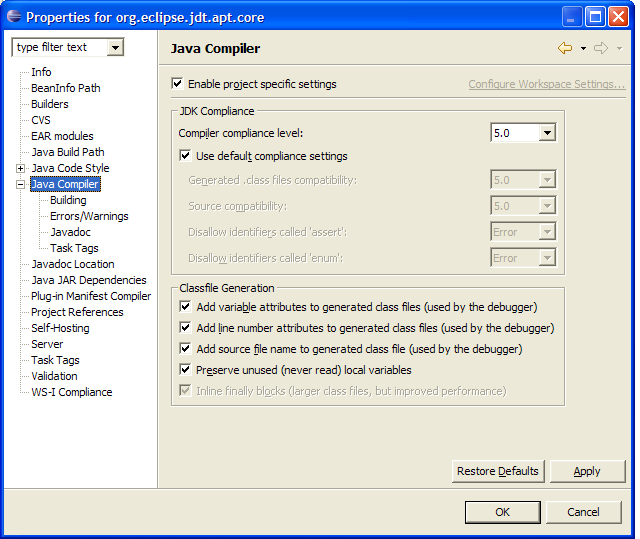 Properties for org.eclipse.jdt.apt.core
type filter text
Info
BeanInfo Path
Builders
CVS
EAR modules
Java Build Path
Java Code Style
Java Compiler
Building
Errors/Warnings
Javadoc
Task Tags
Javadoc Location
Java JAR Dependencies
Plug-in Manifest Compiler
Project References
Self-Hosting
Server
Task Tags
Validation
WS-I Compliance
Java Compiler
Enable project specific settings
Configure Workspace Settings...
JDK Compliance
Compiler compliance level: 5.0
Use default compliance settings
Generated .class files compatibility: 5.0
Source compatibility: 5.0
Disallow identifiers called 'assert': Error
Disallow identifiers called 'enum': Error
Classfile Generation
Add variable attributes to generated class files (used by the debugger)
Add line number attributes to generated class files (used by the debugger)
Add source file name to generated class file (used by the debugger)
Preserve unused (never read) local variables
Inline finally blocks (larger class files, but improved performance)
Restore Defaults Apply
OK Cancel